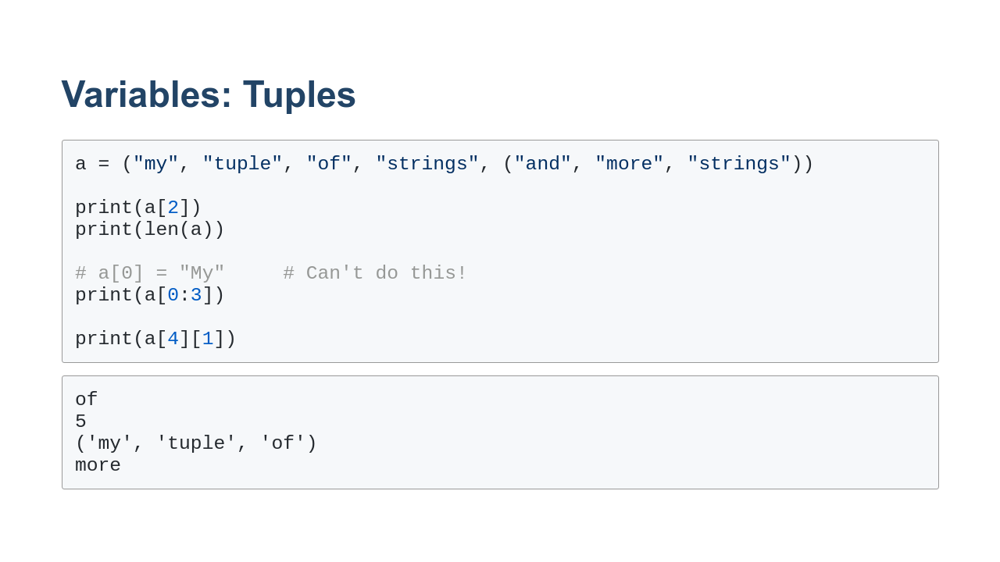 Variables: Tuples
a = ("my", "tuple", "of", "strings", ("and", "more", "strings"))
print(a[2])
print(len(a))
# a[0] = "My"     # Can't do this!
print(a[0:3])
print(a[4][1])
of
5
('my', 'tuple', 'of')
more